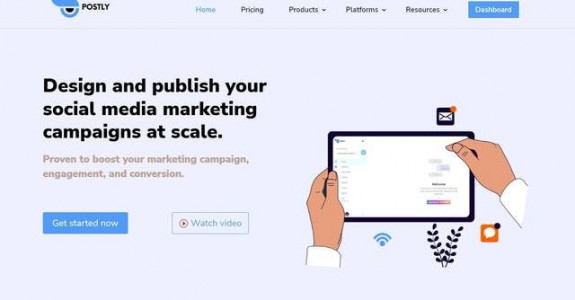 POSTLY
Home Pricing Products Platforms Resources Dashboard
Design and publish your
social media marketing
campaigns at scale.
Proven to boost your marketing campaign,
engagement, and conversion.
Get started now
Watch video
Welcome